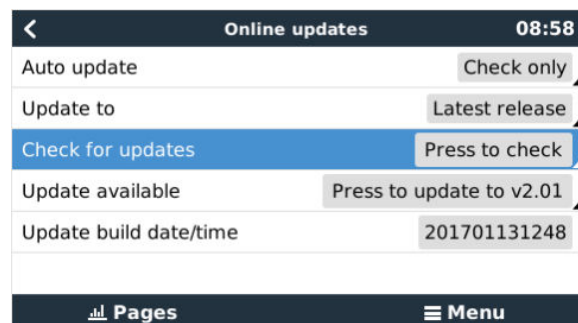 Online updates 08:58
Auto update Check only
Update to Latest release
Check for updates Press to check
Update available Press to update to v2.01
Update build date/time 201701131248
Pages Menu